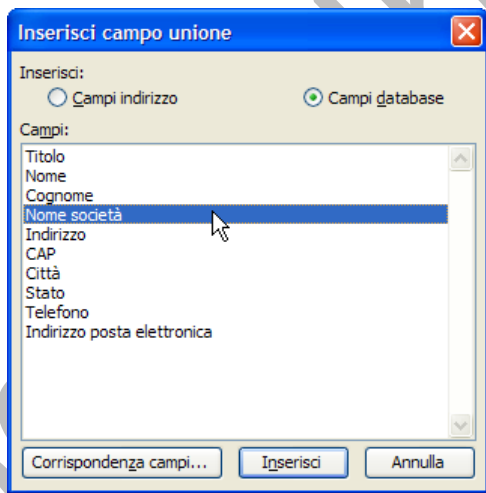 Inserisci campo unione
Inserisci:
Campi indirizzo Campi database
Campi:
Titolo
Nome
Cognome
Nome società
Indirizzo
CAP
Città
Stato
Telefono
Indirizzo posta elettronica
Corrispondenza campi... Inserisci Annulla